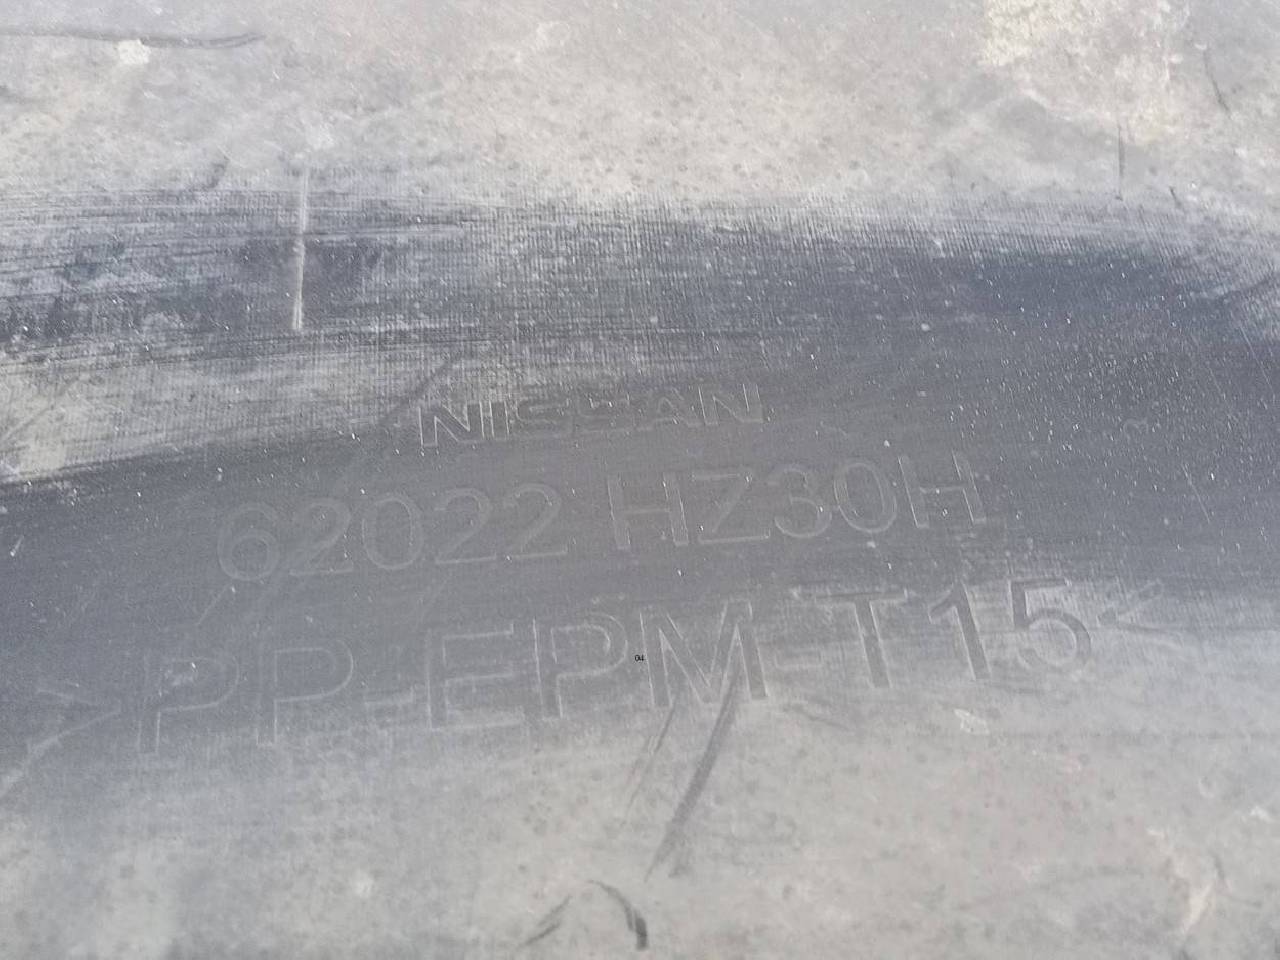 NISSAN
62022 HZ30H
>PP-EPM-T15<